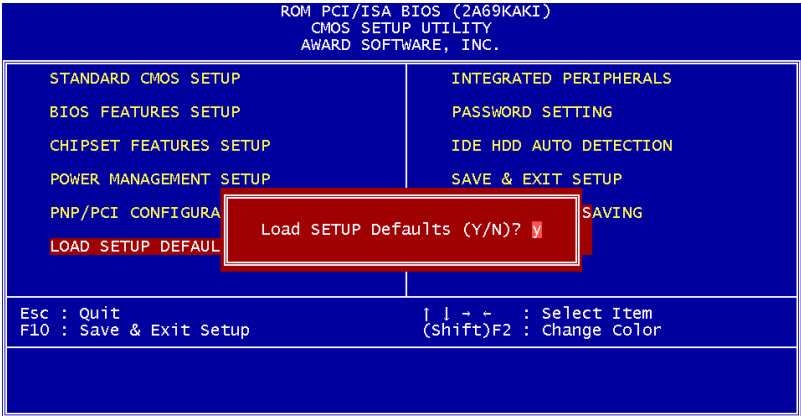 ROM PCI/ISA BIOS (2A69KAKI)
CMOS SETUP UTILITY
AWARD SOFTWARE, INC.
STANDARD CMOS SETUP
BIOS FEATURES SETUP
CHIPSET FEATURES SETUP
POWER MANAGEMENT SETUP
PNP/PCI CONFIGURA
LOAD SETUP DEFAUL
INTEGRATED PERIPHERALS
PASSWORD SETTING
IDE HDD AUTO DETECTION
SAVE & EXIT SETUP
SAVING
Load SETUP Defaults (Y/N)? y
Esc : Quit
F10 : Save & Exit Setup
↑ ↓ → ← : Select Item
(Shift)F2 : Change Color